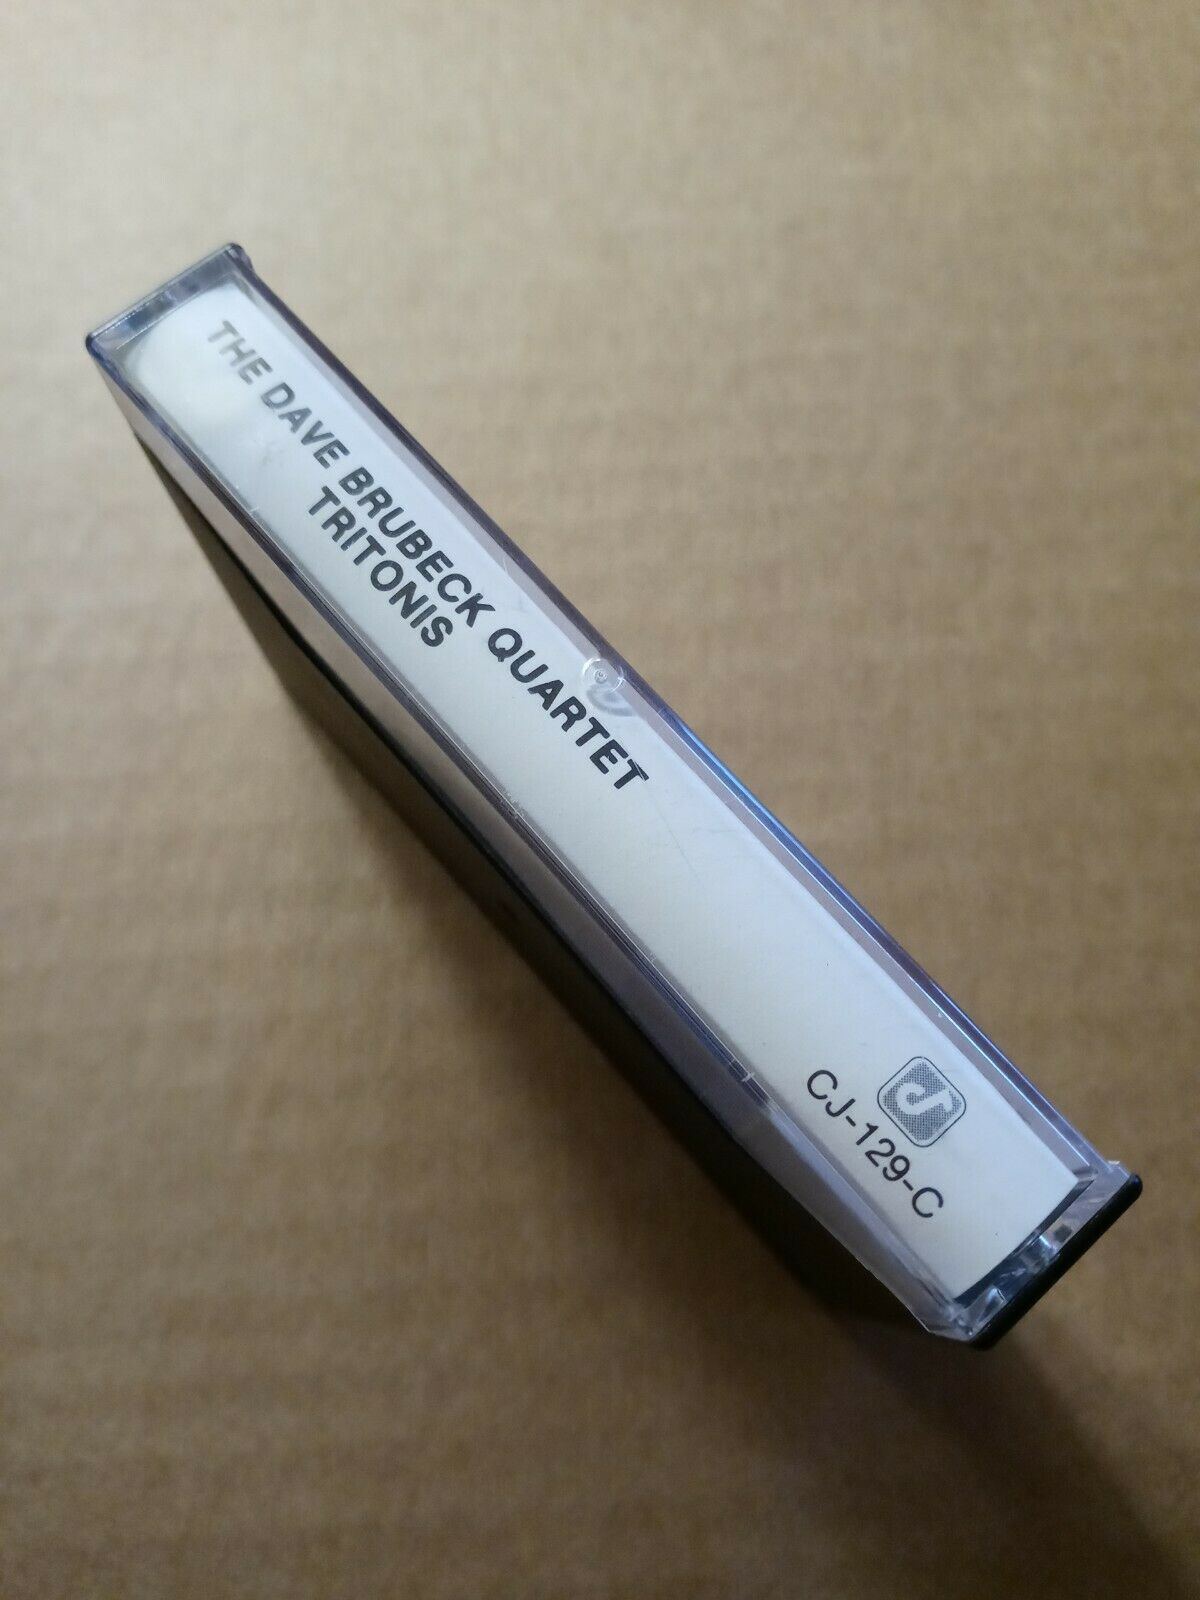 THE DAVE BRUBECK QUARTET
TRITONIS
CJ-129-C